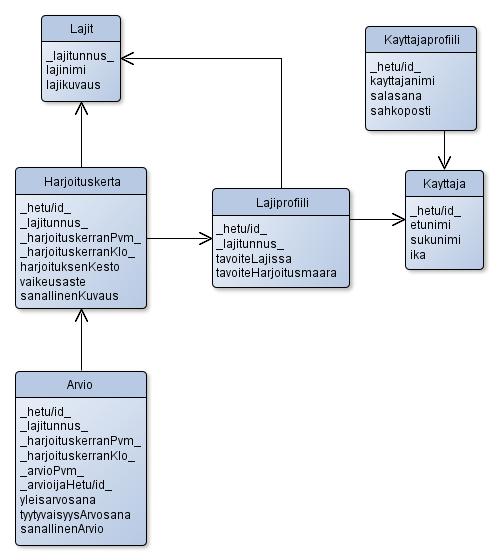 Lajit
_lajitunnus_
lajinimi
lajikuvaus
Kayttajaprofiili
_hetu/id_
kayttajanimi
salasana
sahkoposti
Harjoituskerta
_hetu/id_
_lajitunnus_
_harjoituskerranPvm_
_harjoituskerranKlo_
harjoituksenKesto
vaikeusaste
sanallinenKuvaus
Lajiprofiili
_hetu/id_
_lajitunnus_
tavoiteLajissa
tavoiteHarjoitusmaara
Kayttaja
_hetu/id_
etunimi
sukunimi
ika
Arvio
_hetu/id_
_lajitunnus_
_harjoituskerranPvm_
_harjoituskerranKlo_
_arvioPvm_
_arvioijaHetu/id_
yleisarvosana
tyytyvaisyysArvosana
sanallinenArvio